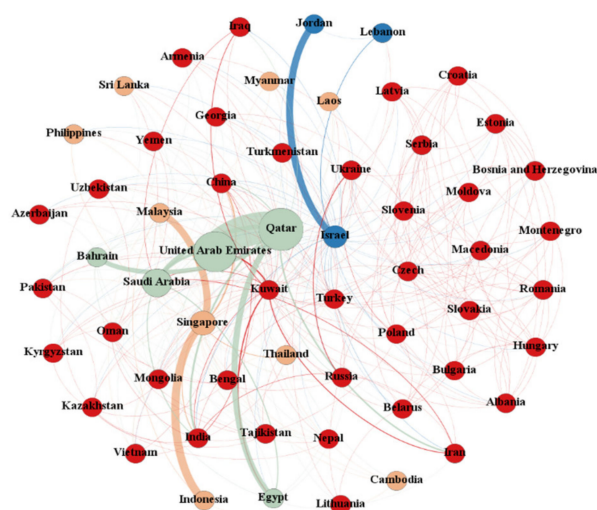 Jordan
Iraq
Lebanon
Armenia
Croatia
Sri Lanka
Myanmar
Latvia
Laos
Georgia
Estonia
Philippines
Yemen
Serbia
Turkmenistan
Ukraine
Bosnia and Herzegovina
China
Uzbekistan
Moldova
Malaysia
Slovenia
Azerbaijan
Qatar
Israel
Montenegro
United Arab Emirates
Macedonia
Bahrain
Czech
Saudi Arabia
Pakistan
Kuwait
Romania
Turkey
Slovakia
Singapore
Oman
Poland
Hungary
Kyrgyzstan
Thailand
Bulgaria
Mongolia
Bengal
Russia
Kazakhstan
Belarus
Albania
India
Tajikistan
Nepal
Vietnam
Iran
Cambodia
Indonesia
Egypt
Lithuania